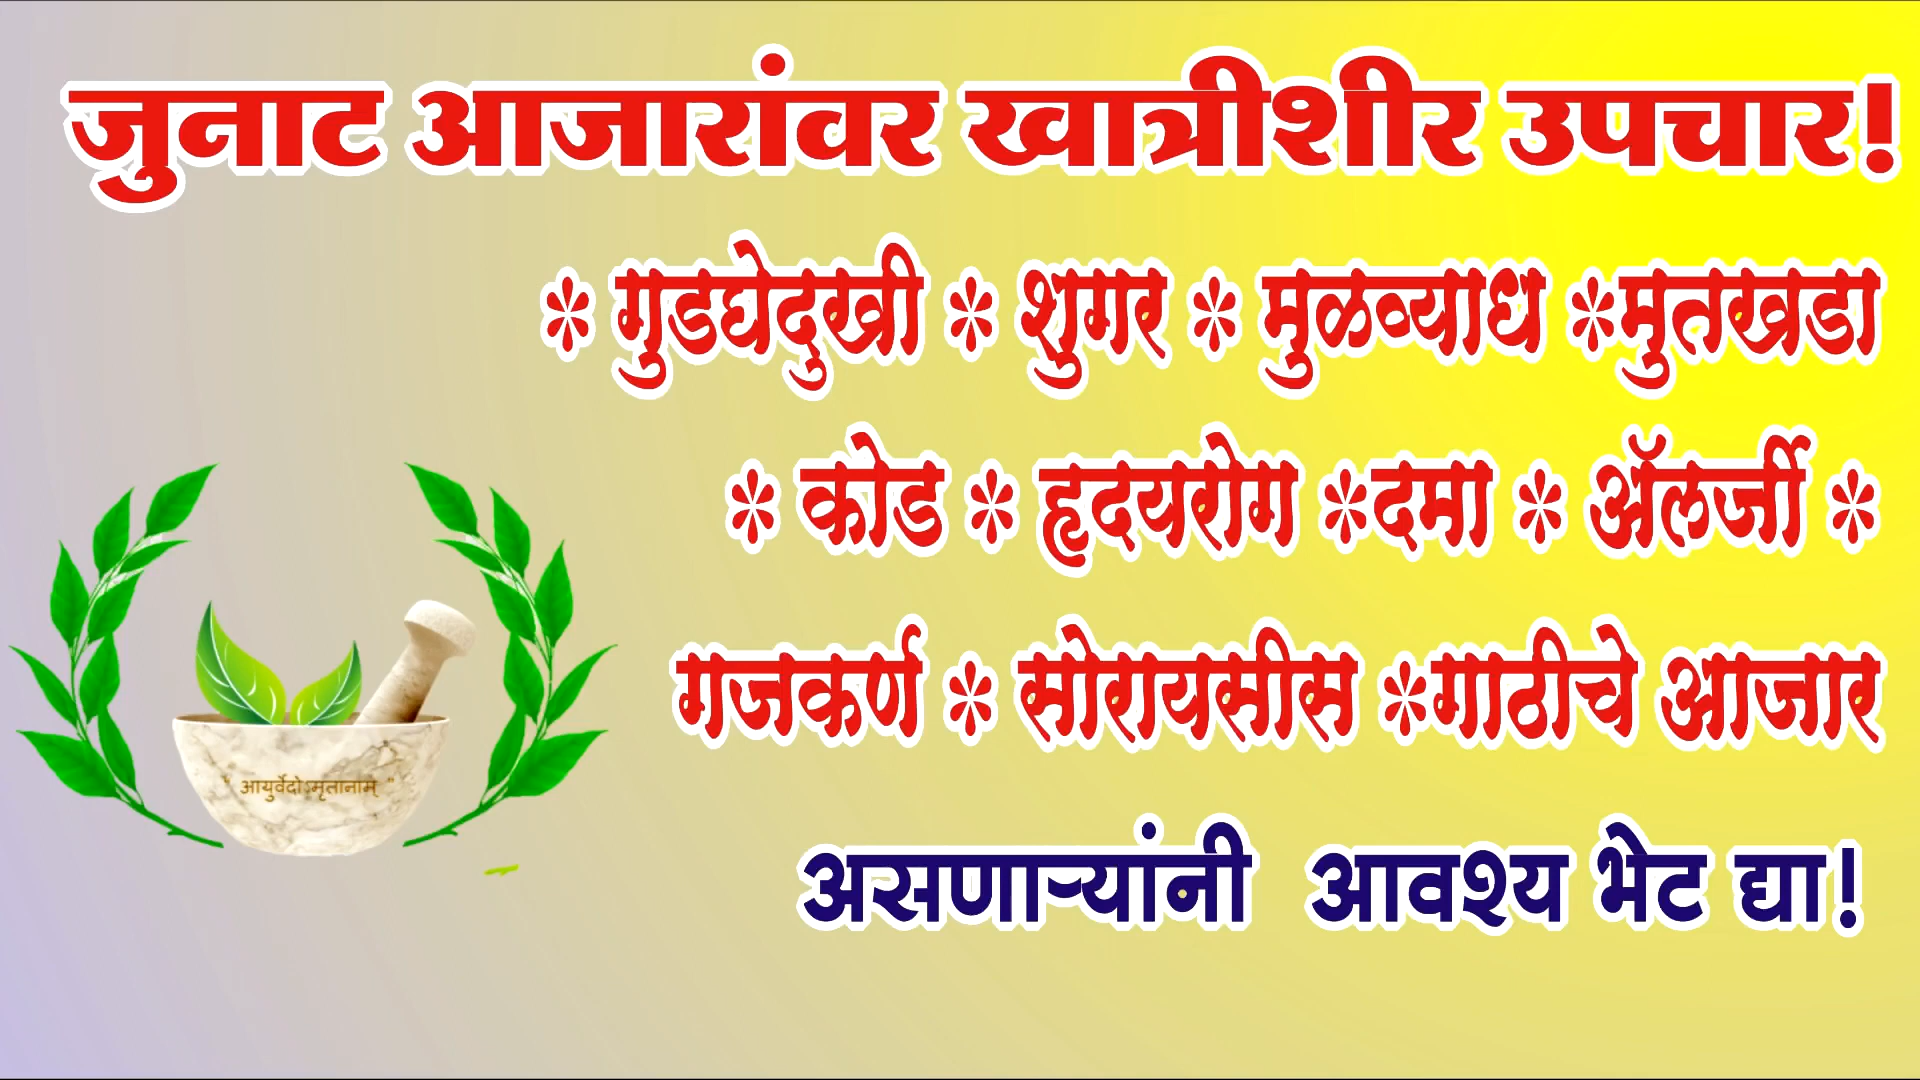 जुनाट आजारांवर खात्रीशीर उपचार!
* गुडघेदुखी * शुगर * मुळव्याध *मुतखडा
* कोड * हृदयरोग *दमा * ॲलर्जी *
गजकर्ण * सोरायसीस *गाठीचे आजार
असणाऱ्यांनी आवश्य भेट द्या!
" आयुर्वेदोऽमृतानाम् "